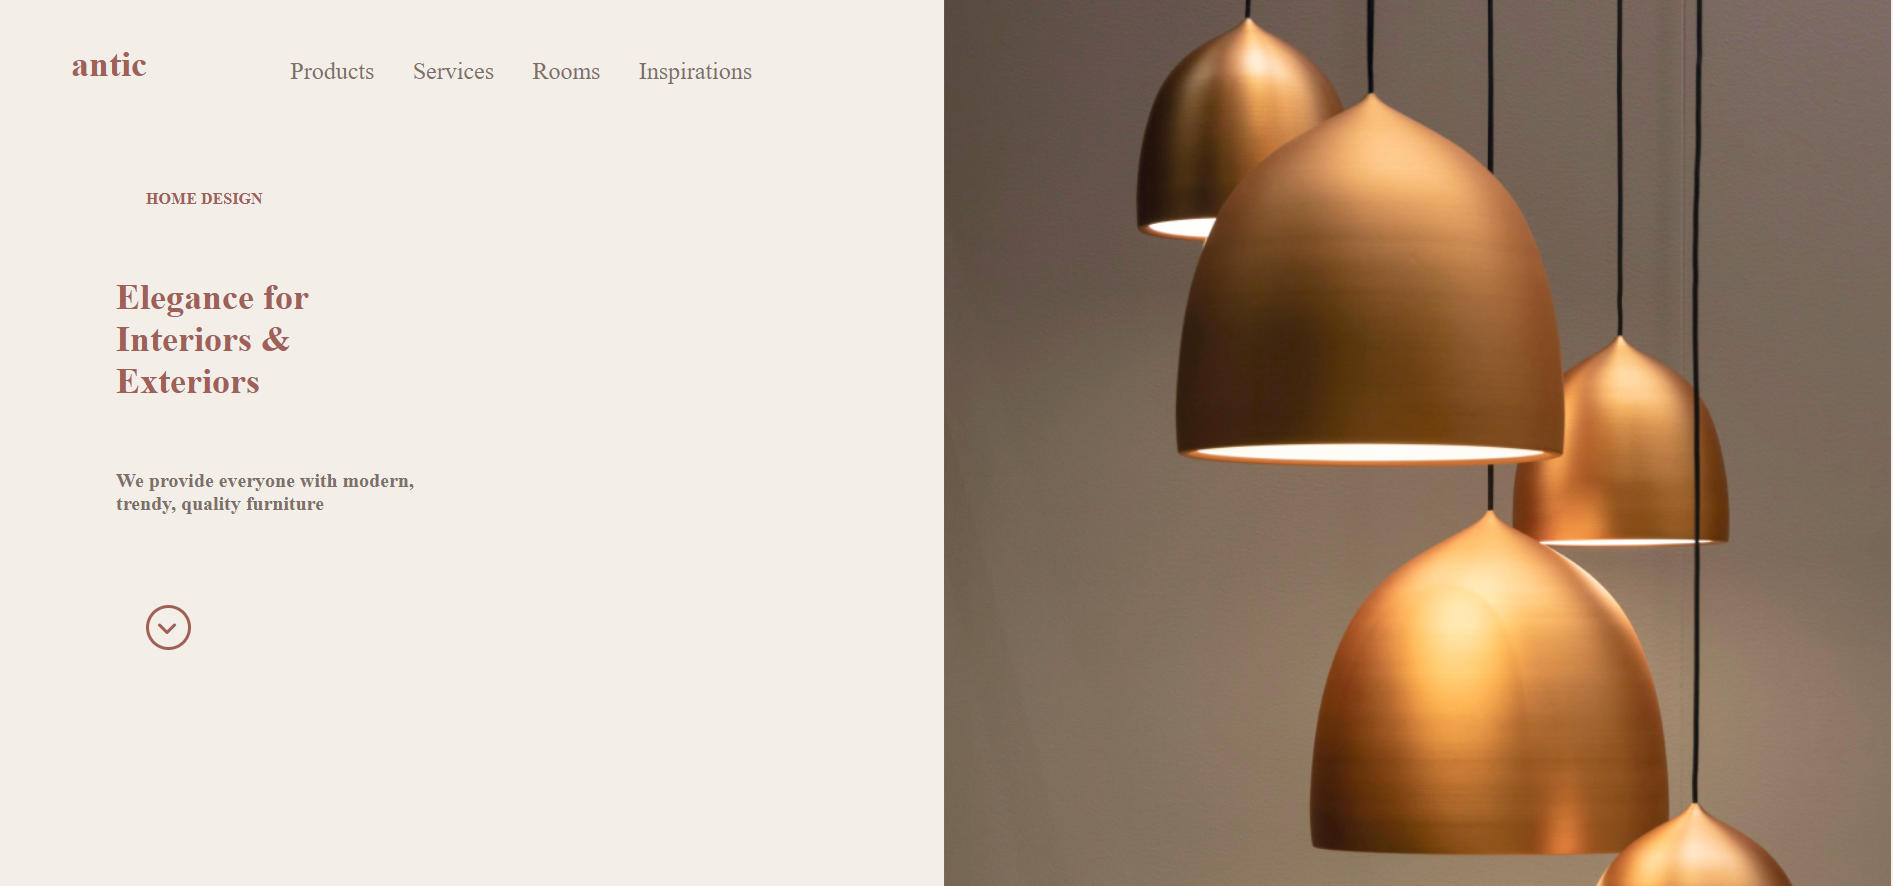 antic
Products Services Rooms Inspirations
HOME DESIGN
Elegance for
Interiors &
Exteriors
We provide everyone with modern,
trendy, quality furniture